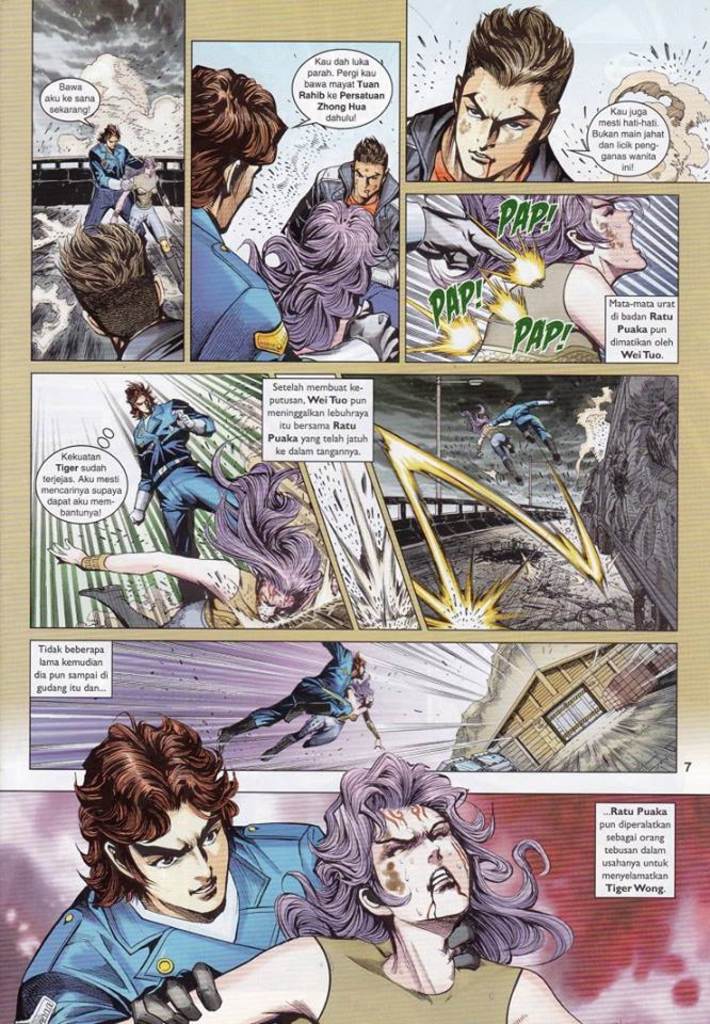 Bawa
aku ke sana
sekarang!
Kau dah luka
parah. Pergi kau
bawa mayat Tuan
Rahib ke Persatuan
Zhong Hua
dahulu!
Kau juga
mesti hati-hati.
Bukan main jahat
dan licik peng-
ganas wanita
ini!
PAP!
PAP!
PAP!
Mata-mata urat
di badan Ratu
Puaka pun
dimatikan oleh
Wei Tuo.
Kekuatan
Tiger sudah
terjejas. Aku mesti
mencarinya supaya
dapat aku mem-
bantunya!
Setelah membuat ke-
putusan, Wei Tuo pun
meninggalkan lebuhraya
itu bersama Ratu
Puaka yang telah jatuh
ke dalam tangannya.
Tidak beberapa
lama kemudian
dia pun sampai di
gudang itu dan...
7
...Ratu Puaka
pun diperalatkan
sebagai orang
tebusan dalam
usahanya untuk
menyelamatkan
Tiger Wong.